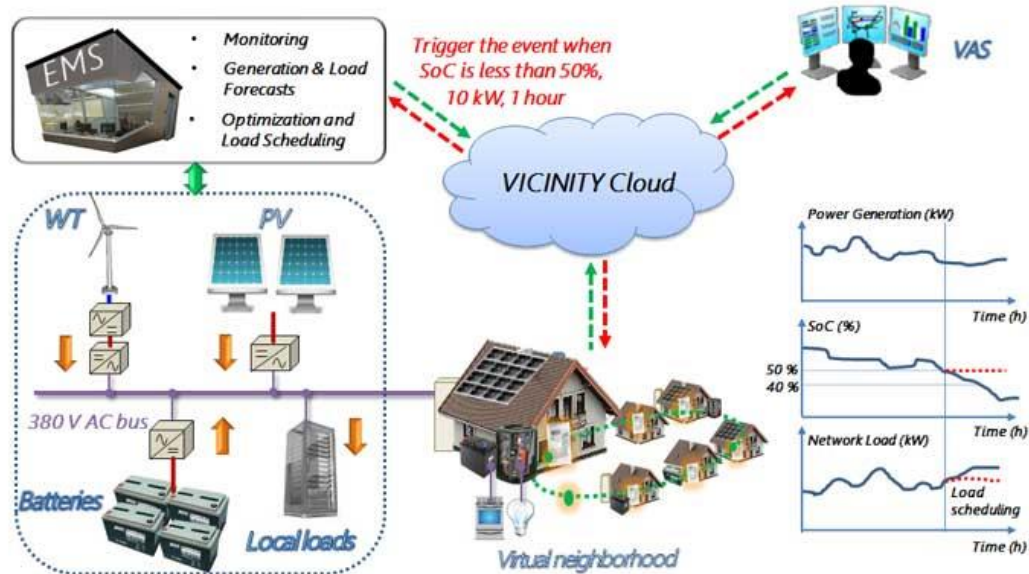 EMS
• Monitoring
• Generation & Load
Forecasts
• Optimization and
Load Scheduling
Trigger the event when
SoC is less than 50%,
10 kW, 1 hour
VAS
VICINITY Cloud
WT
PV
380 V AC bus
Batteries
Local loads
Virtual neighborhood
Power Generation (kW)
Time (h)
SoC (%)
50 %
40 %
Time (h)
Network Load (kW)
Load
scheduling
Time (h)